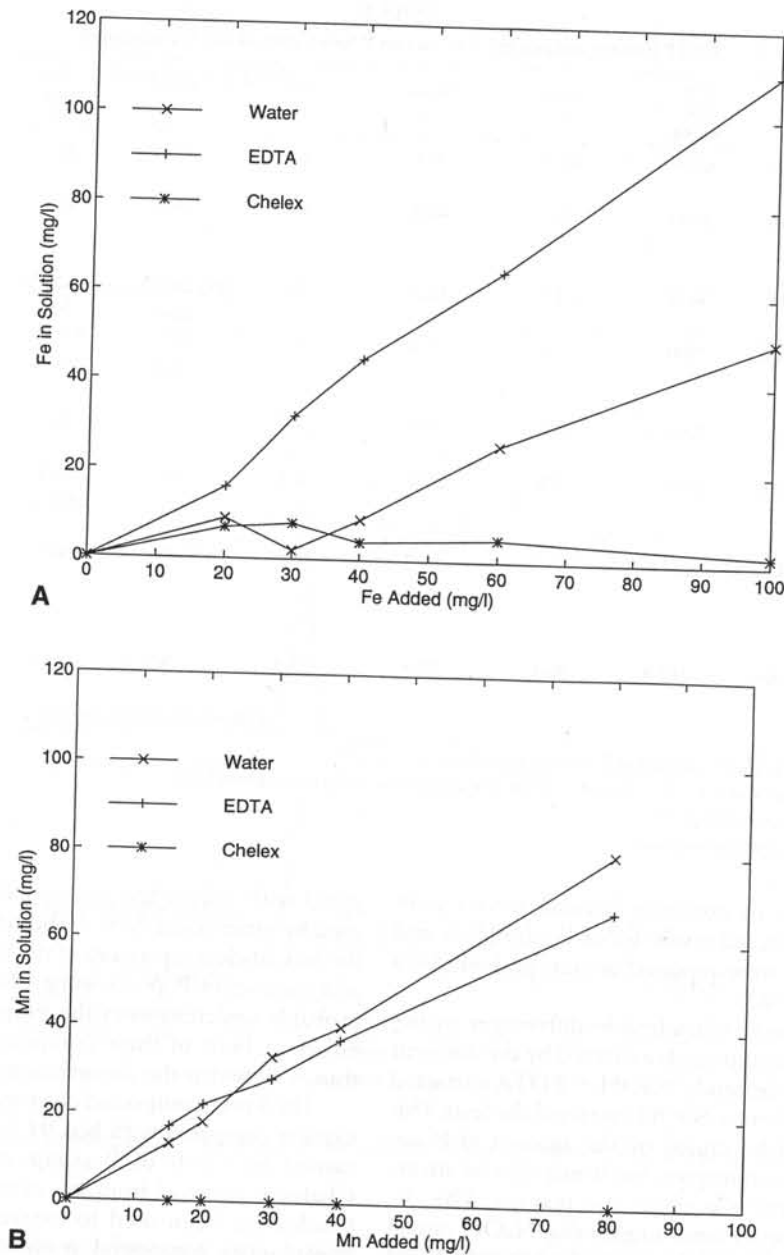 120
100
80
60
40
20
0
Fe in Solution (mg/l)
Water
EDTA
Chelex
0 10 20 30 40 50 60 70 80 90 100
Fe Added (mg/l)
A
120
100
80
60
40
20
0
Mn in Solution (mg/l)
Water
EDTA
Chelex
0 10 20 30 40 50 60 70 80 90 100
Mn Added (mg/l)
B